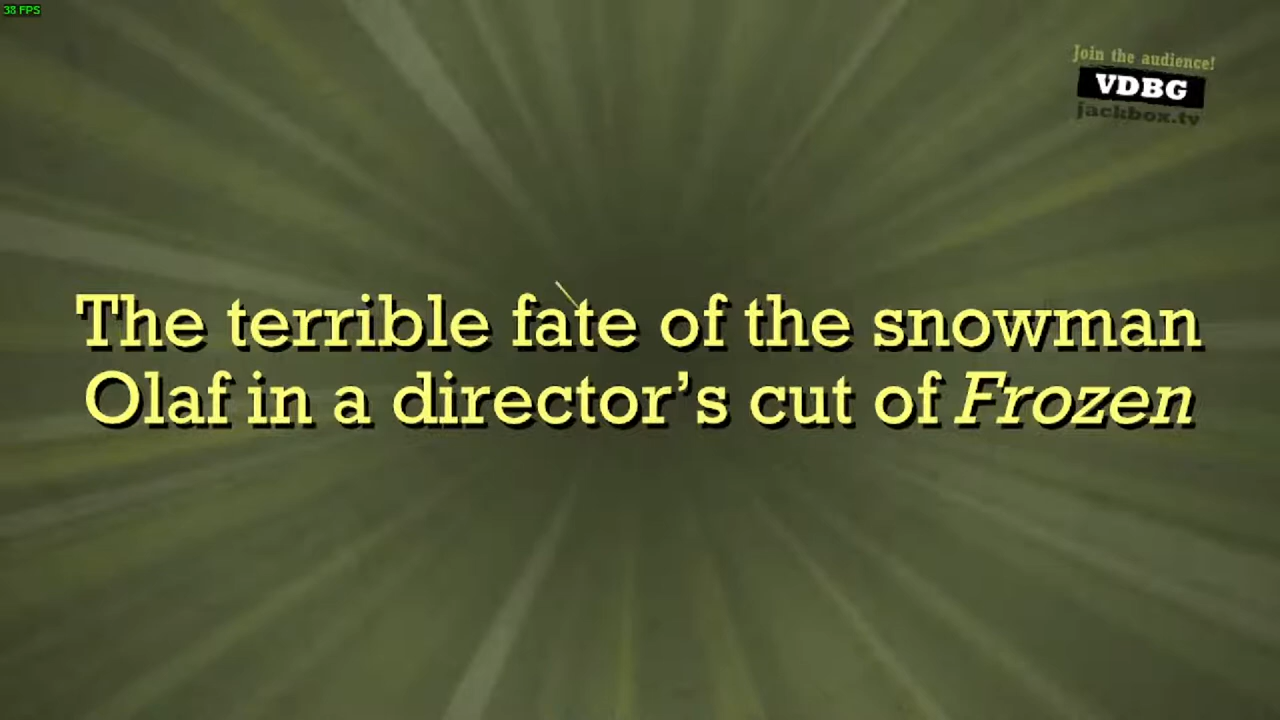 38 FPS
Join the audience!
VDBG
jackbox.tv
The terrible fate of the snowman
Olaf in a director’s cut of Frozen